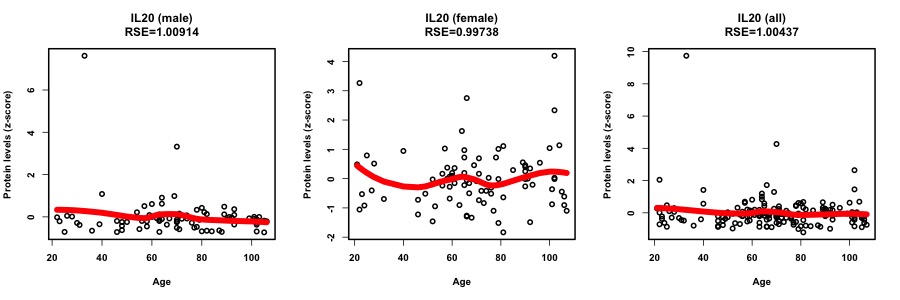 IL20 (male)
RSE=1.00914
Protein levels (z-score)
6
4
2
0
20 40 60 80 100
Age
IL20 (female)
RSE=0.99738
Protein levels (z-score)
4
3
2
1
0
-1
-2
20 40 60 80 100
Age
IL20 (all)
RSE=1.00437
Protein levels (z-score)
10
8
6
4
2
0
20 40 60 80 100
Age